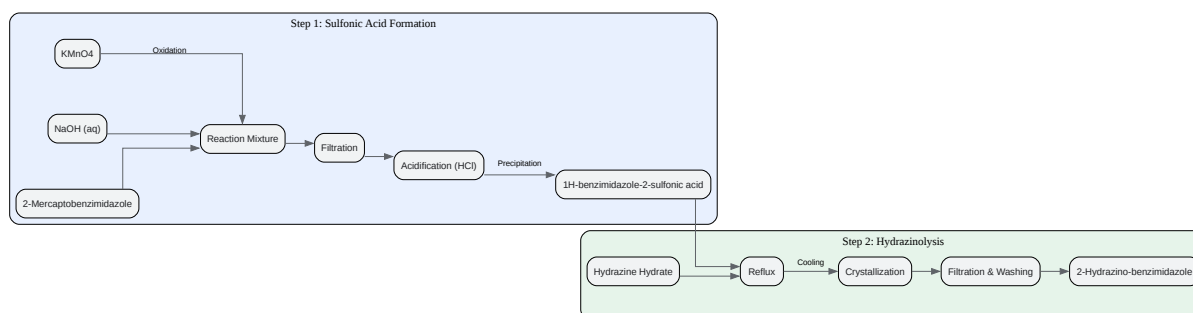 Step 1: Sulfonic Acid Formation
KMnO4
Oxidation
NaOH (aq)
Reaction Mixture
Filtration
Acidification (HCl)
Precipitation
1H-benzimidazole-2-sulfonic acid
2-Mercaptobenzimidazole
Step 2: Hydrazinolysis
Hydrazine Hydrate
Reflux
Cooling
Crystallization
Filtration & Washing
2-Hydrazino-benzimidazole